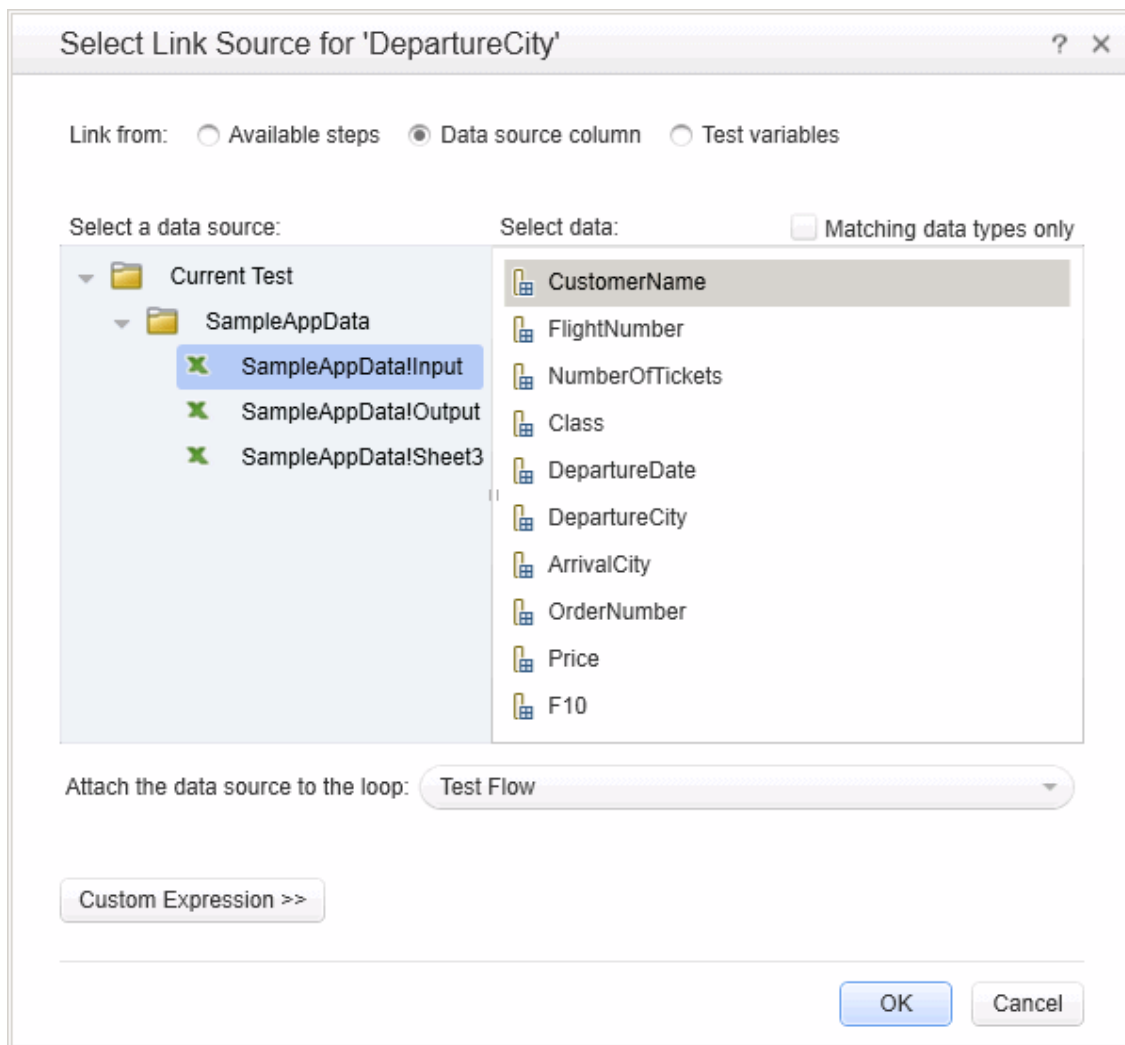 Select Link Source for 'DepartureCity' ? ×
Link from: Available steps Data source column Test variables
Select a data source: Select data: Matching data types only
Current Test
SampleAppData
SampleAppData!Input
SampleAppData!Output
SampleAppData!Sheet3
CustomerName
FlightNumber
NumberOfTickets
Class
DepartureDate
DepartureCity
ArrivalCity
OrderNumber
Price
F10
Attach the data source to the loop: Test Flow
Custom Expression >>
OK Cancel